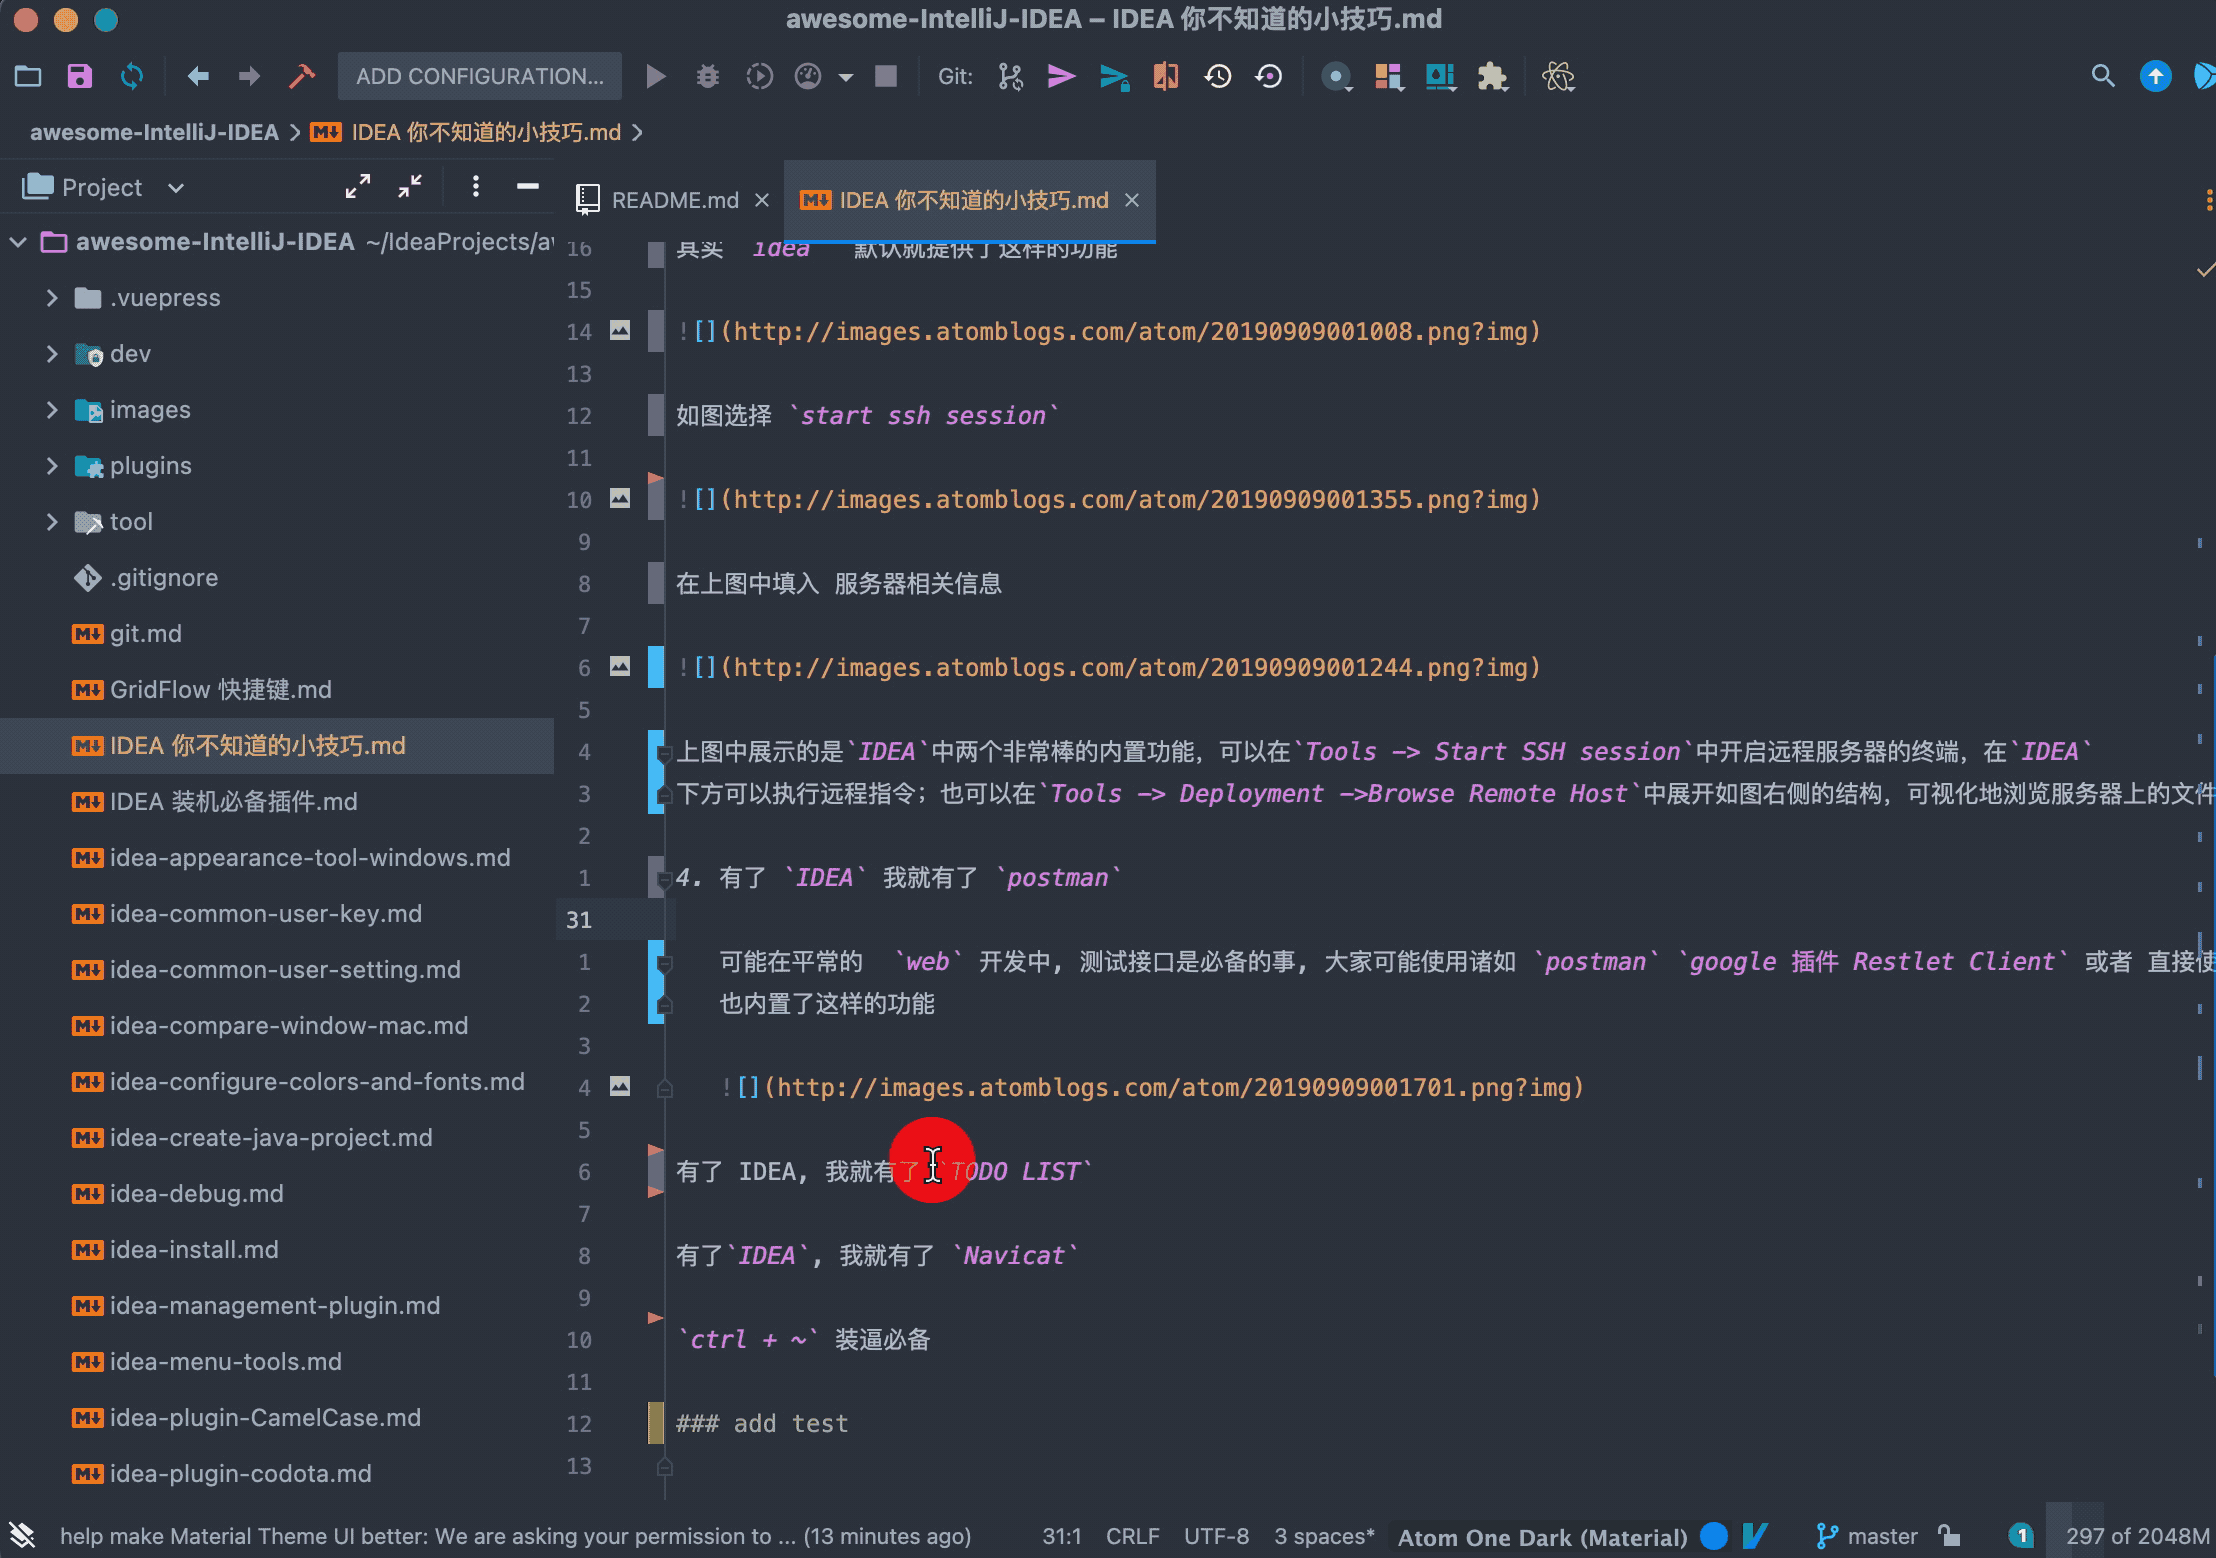 awesome-IntelliJ-IDEA – IDEA 你不知道的小技巧.md
ADD CONFIGURATION...
Git:
awesome-IntelliJ-IDEA
IDEA 你不知道的小技巧.md
Project
awesome-IntelliJ-IDEA ~/IdeaProjects/a
.vuepress
dev
images
plugins
tool
.gitignore
git.md
GridFlow 快捷键.md
IDEA 你不知道的小技巧.md
IDEA 装机必备插件.md
idea-appearance-tool-windows.md
idea-common-user-key.md
idea-common-user-setting.md
idea-compare-window-mac.md
idea-configure-colors-and-fonts.md
idea-create-java-project.md
idea-debug.md
idea-install.md
idea-management-plugin.md
idea-menu-tools.md
idea-plugin-CamelCase.md
idea-plugin-codota.md
README.md
IDEA 你不知道的小技巧.md
16 其实 idea 默认就提供了这样的功能
15
14 ![](http://images.atomblogs.com/atom/20190909001008.png?img)
13
12 如图选择 `start ssh session`
11
10 ![](http://images.atomblogs.com/atom/20190909001355.png?img)
9
8 在上图中填入 服务器相关信息
7
6 ![](http://images.atomblogs.com/atom/20190909001244.png?img)
5
4 上图中展示的是`IDEA`中两个非常棒的内置功能，可以在`Tools -> Start SSH session`中开启远程服务器的终端，在`IDEA`
3 下方可以执行远程指令；也可以在`Tools -> Deployment ->Browse Remote Host`中展开如图右侧的结构，可视化地浏览服务器上的文件
2
1 4. 有了 `IDEA` 我就有了 `postman`
31
1 可能在平常的 `web` 开发中, 测试接口是必备的事, 大家可能使用诸如 `postman` `google 插件 Restlet Client` 或者 直接使
2 也内置了这样的功能
3
4 ![](http://images.atomblogs.com/atom/20190909001701.png?img)
5
6 有了 IDEA, 我就有了 `TODO LIST`
7
8 有了`IDEA`, 我就有了 `Navicat`
9
10 `ctrl + ~` 装逼必备
11
12 ### add test
13
help make Material Theme UI better: We are asking your permission to ... (13 minutes ago)
31:1 CRLF UTF-8 3 spaces* Atom One Dark (Material) master 1 297 of 2048M